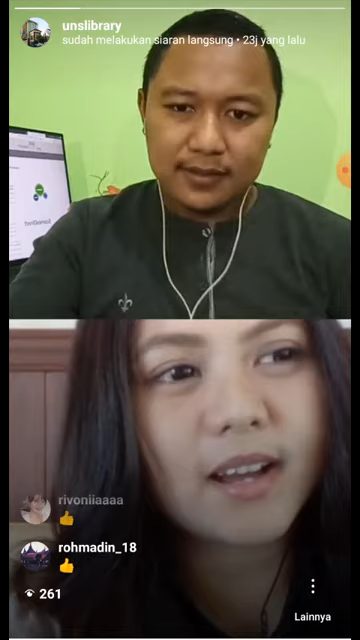 unslibrary
sudah melakukan siaran langsung • 23j yang lalu
rivoniiaaaa
👍
rohmadin_18
👍
261
Lainnya